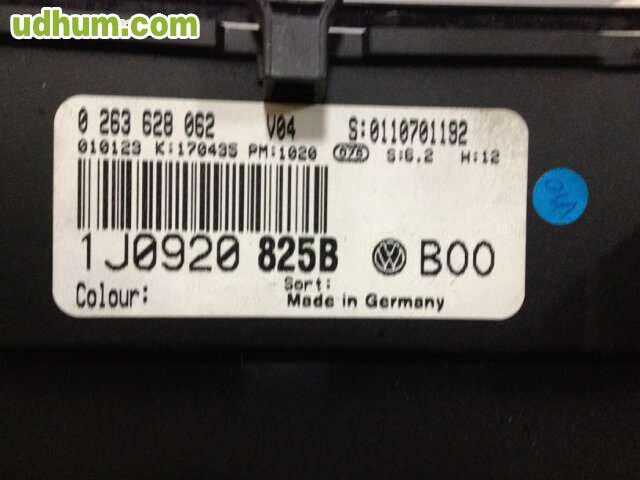 udhum.com
0 263 628 062 V04 S:0110701192
010123 K:170435 PM:1020 S:6.2 H:12
1J0920 825B B00
Sort:
Colour: Made in Germany